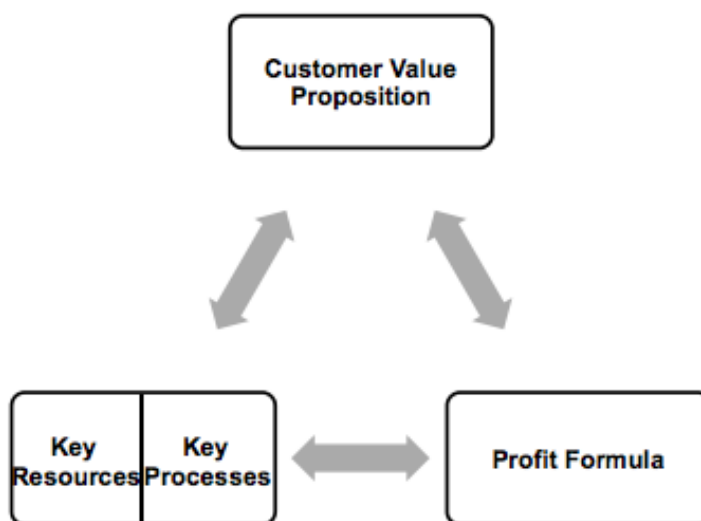 Customer Value
Proposition
Key
Resources
Key
Processes
Profit Formula